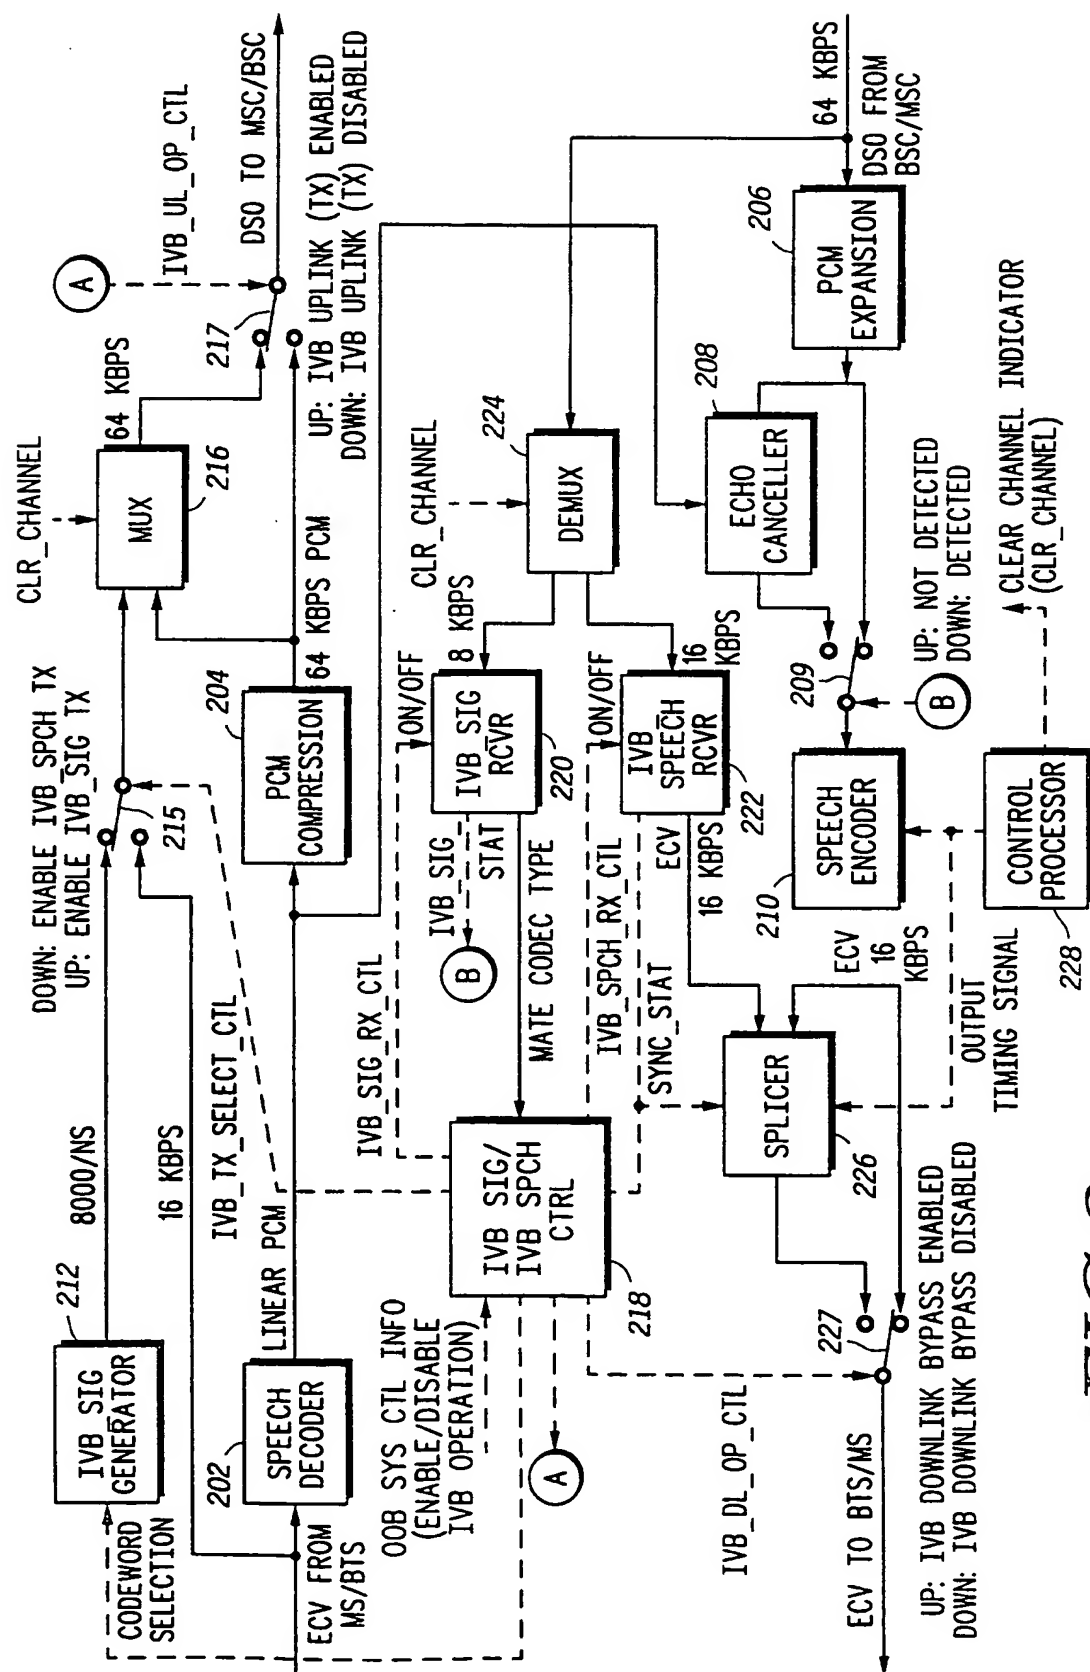 IVB SIG
GENERATOR
212
8000/NS
CODEWORD
SELECTION
16 KBPS
DOWN: ENABLE IVB SPCH TX
UP: ENABLE IVB_SIG TX
215
IVB_TX_SELECT_CTL
CLR_CHANNEL
MUX
216
64 KBPS
A
IVB_UL_OP_CTL
217
DSO TO MSC/BSC
UP: IVB UPLINK (TX) ENABLED
DOWN: IVB UPLINK (TX) DISABLED
SPEECH
DECODER
202
ECV FROM
MS/BTS
LINEAR PCM
PCM
COMPRESSION
204
64 KBPS PCM
OOB SYS CTL INFO
(ENABLE/DISABLE
IVB OPERATION)
A
IVB SIG/
IVB SPCH
CTRL
218
IVB_SIG_RX_CTL
IVB_SIG
STAT
B
MATE CODEC TYPE
IVB_SPCH_RX_CTL
SYNC_STAT
ON/OFF
IVB SIG
RCVR
220
8 KBPS
ON/OFF
IVB
SPEECH
RCVR
222
16
KBPS
ECV
16 KBPS
CLR_CHANNEL
DEMUX
224
64 KBPS
DSO FROM
BSC/MSC
PCM
EXPANSION
206
ECHO
CANCELLER
208
209
B
UP: NOT DETECTED
DOWN: DETECTED
SPEECH
ENCODER
210
ECV
16
KBPS
SPLICER
226
IVB_DL_OP_CTL
227
ECV TO BTS/MS
UP: IVB DOWNLINK BYPASS ENABLED
DOWN: IVB DOWNLINK BYPASS DISABLED
OUTPUT
TIMING SIGNAL
CONTROL
PROCESSOR
228
CLEAR CHANNEL INDICATOR
(CLR_CHANNEL)